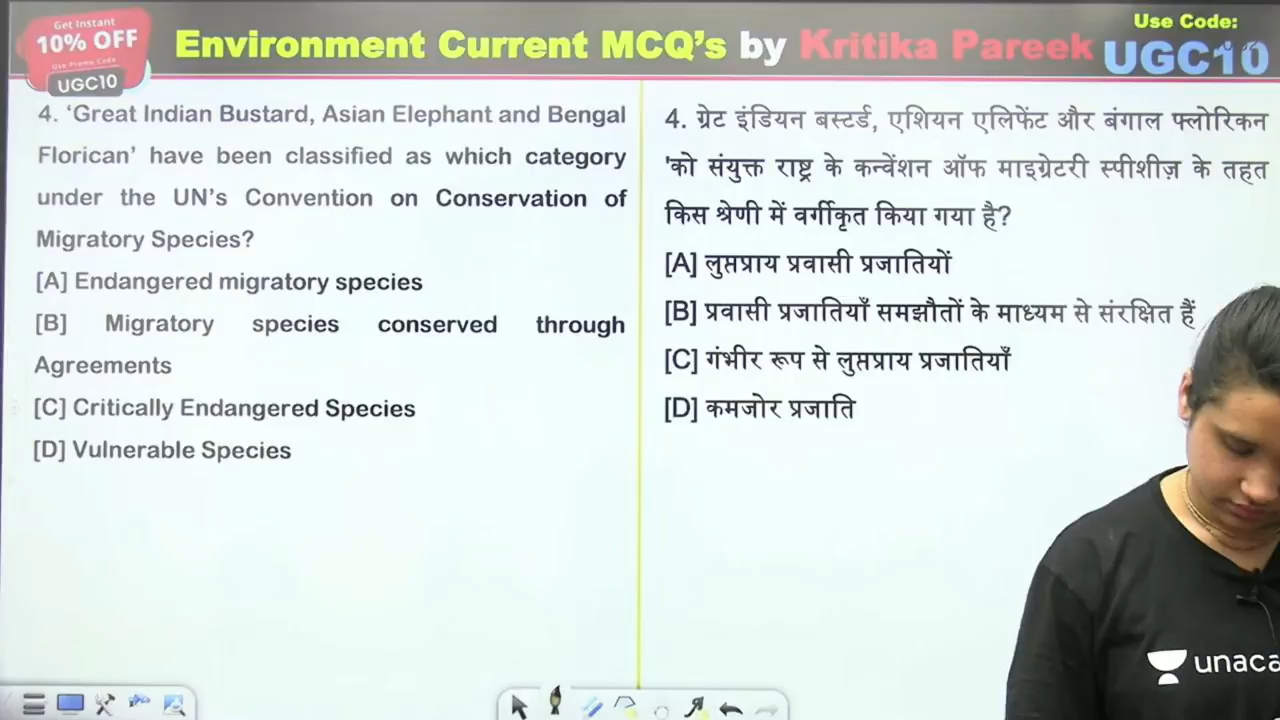 Get Instant
10% OFF
Use Promo Code
UGC10
Environment Current MCQ's by Kritika Pareek
Use Code:
UGC10
4. ‘Great Indian Bustard, Asian Elephant and Bengal
Florican’ have been classified as which category
under the UN’s Convention on Conservation of
Migratory Species?
[A] Endangered migratory species
[B] Migratory species conserved through
Agreements
[C] Critically Endangered Species
[D] Vulnerable Species
4. ग्रेट इंडियन बस्टर्ड, एशियन एलिफेंट और बंगाल फ्लोरिकन
'को संयुक्त राष्ट्र के कन्वेंशन ऑफ माइग्रेटरी स्पीशीज़ के तहत
किस श्रेणी में वर्गीकृत किया गया है?
[A] लुप्तप्राय प्रवासी प्रजातियों
[B] प्रवासी प्रजातियाँ समझौतों के माध्यम से संरक्षित हैं
[C] गंभीर रूप से लुप्तप्राय प्रजातियाँ
[D] कमजोर प्रजाति
unaca